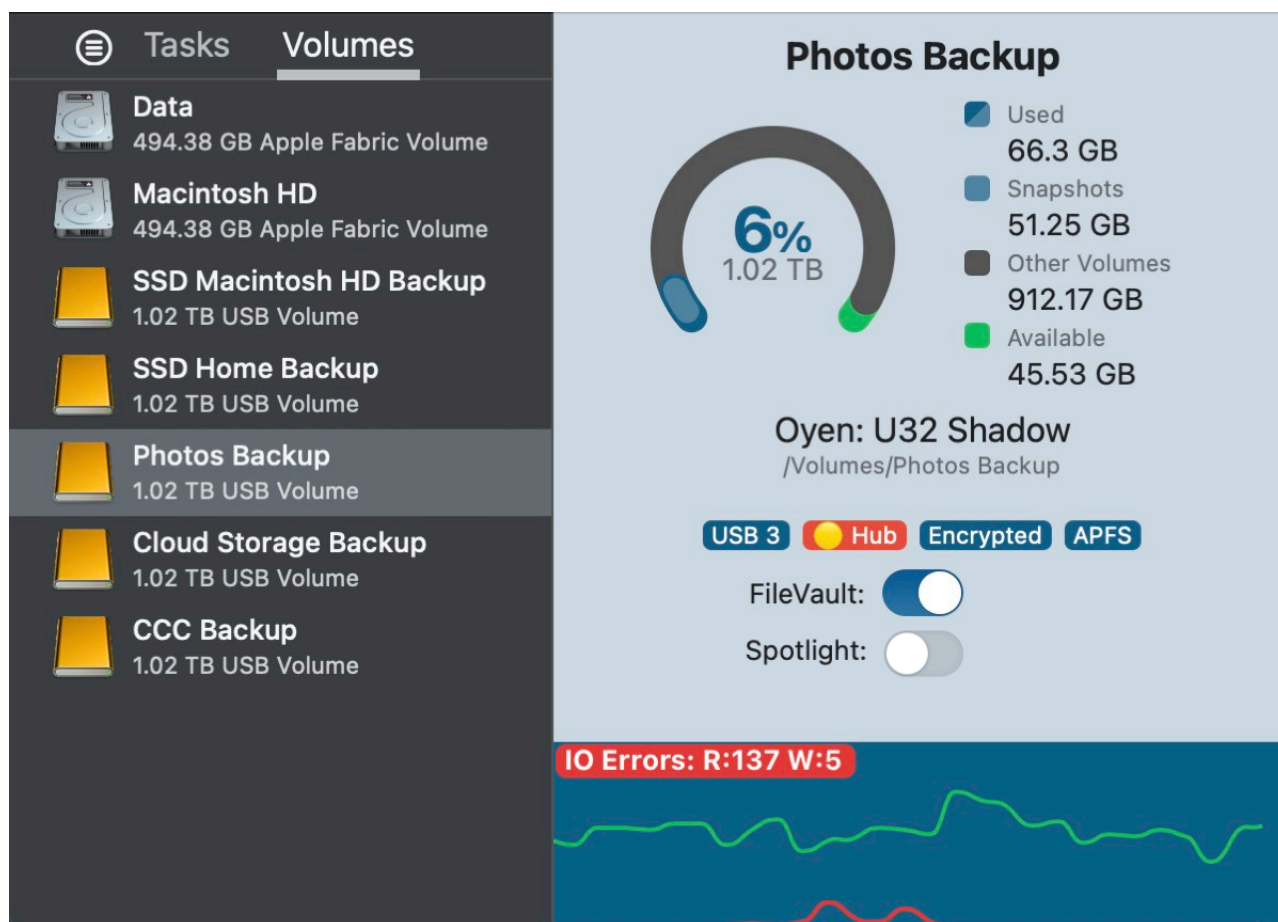 Tasks
Volumes
Data
494.38 GB Apple Fabric Volume
Macintosh HD
494.38 GB Apple Fabric Volume
SSD Macintosh HD Backup
1.02 TB USB Volume
SSD Home Backup
1.02 TB USB Volume
Photos Backup
1.02 TB USB Volume
Cloud Storage Backup
1.02 TB USB Volume
CCC Backup
1.02 TB USB Volume
Photos Backup
6%
1.02 TB
Used
66.3 GB
Snapshots
51.25 GB
Other Volumes
912.17 GB
Available
45.53 GB
Oyen: U32 Shadow
/Volumes/Photos Backup
USB 3 Hub Encrypted APFS
FileVault:
Spotlight:
IO Errors: R:137 W:5